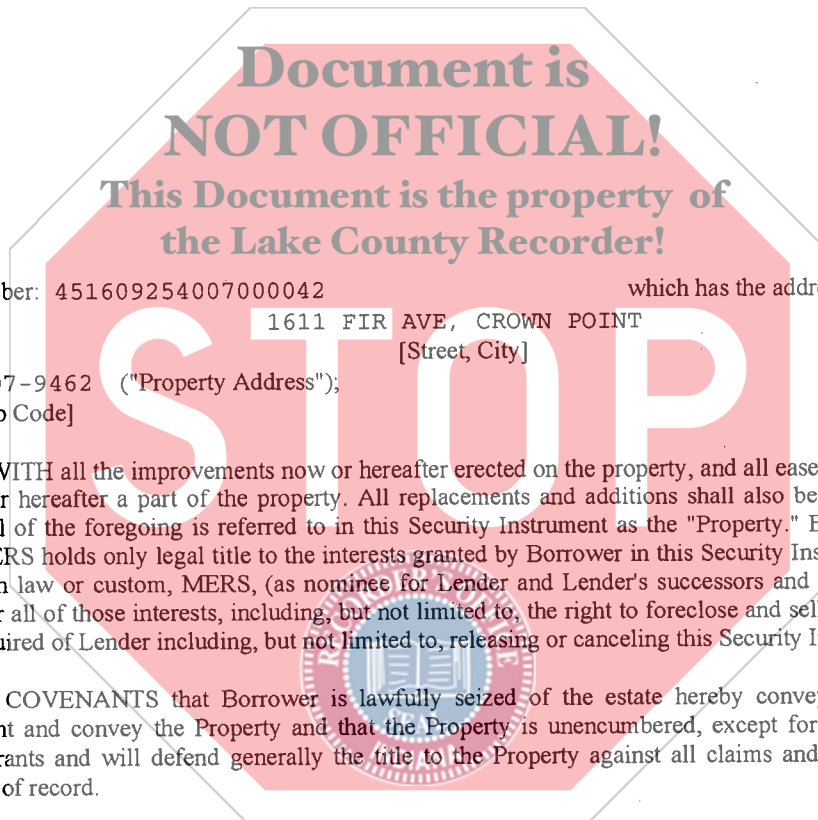 Document is
NOT OFFICIAL!
This Document is the property of
the Lake County Recorder!
ber: 451609254007000042 which has the addre
1611 FIR AVE, CROWN POINT
[Street, City]
7-9462 ("Property Address");
Code]
STOP
WITH all the improvements now or hereafter erected on the property, and all ease
r hereafter a part of the property. All replacements and additions shall also be
l of the foregoing is referred to in this Security Instrument as the "Property." B
ERS holds only legal title to the interests granted by Borrower in this Security Ins
n law or custom, MERS, (as nominee for Lender and Lender's successors and
r all of those interests, including, but not limited to, the right to foreclose and sell
uired of Lender including, but not limited to, releasing or canceling this Security I
COVENANTS that Borrower is lawfully seized of the estate hereby convey
nt and convey the Property and that the Property is unencumbered, except for
rants and will defend generally the title to the Property against all claims and
of record.
SEAL